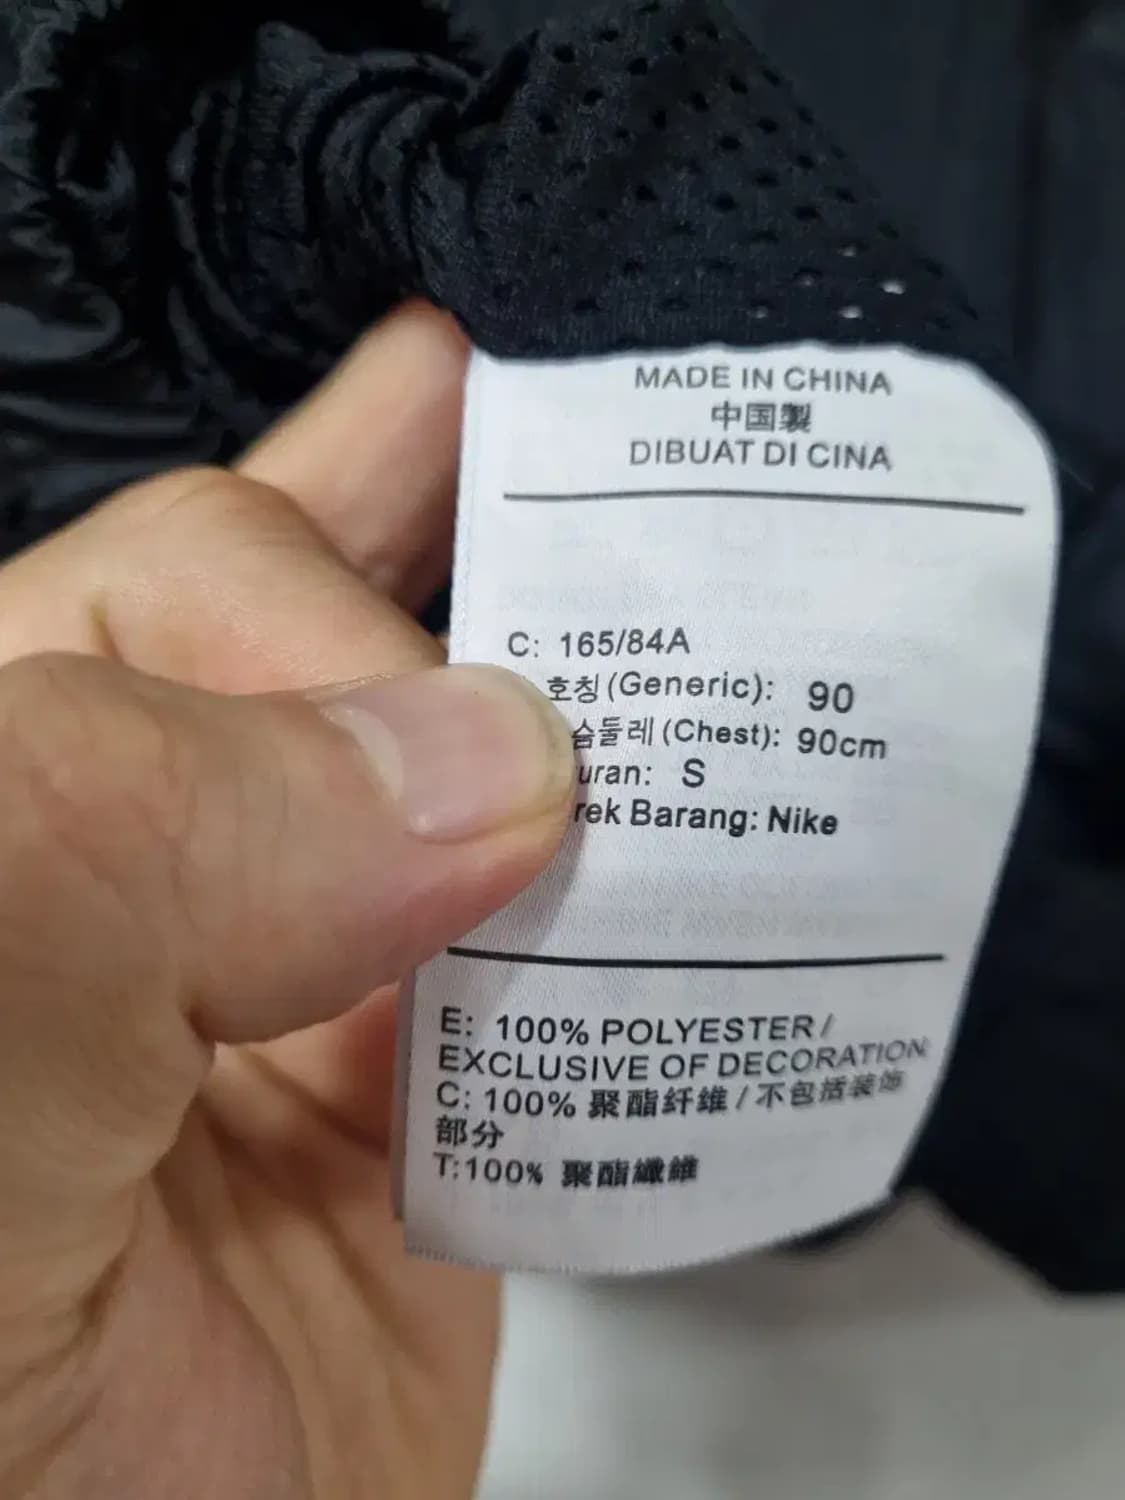 MADE IN CHINA
中国製
DIBUAT DI CINA
C: 165/84A
호칭 (Generic): 90
슴둘레 (Chest): 90cm
uran: S
rek Barang: Nike
E: 100% POLYESTER /
EXCLUSIVE OF DECORATION
C: 100% 聚酯纤维 / 不包括装饰
部分
T:100% 聚酯纖維